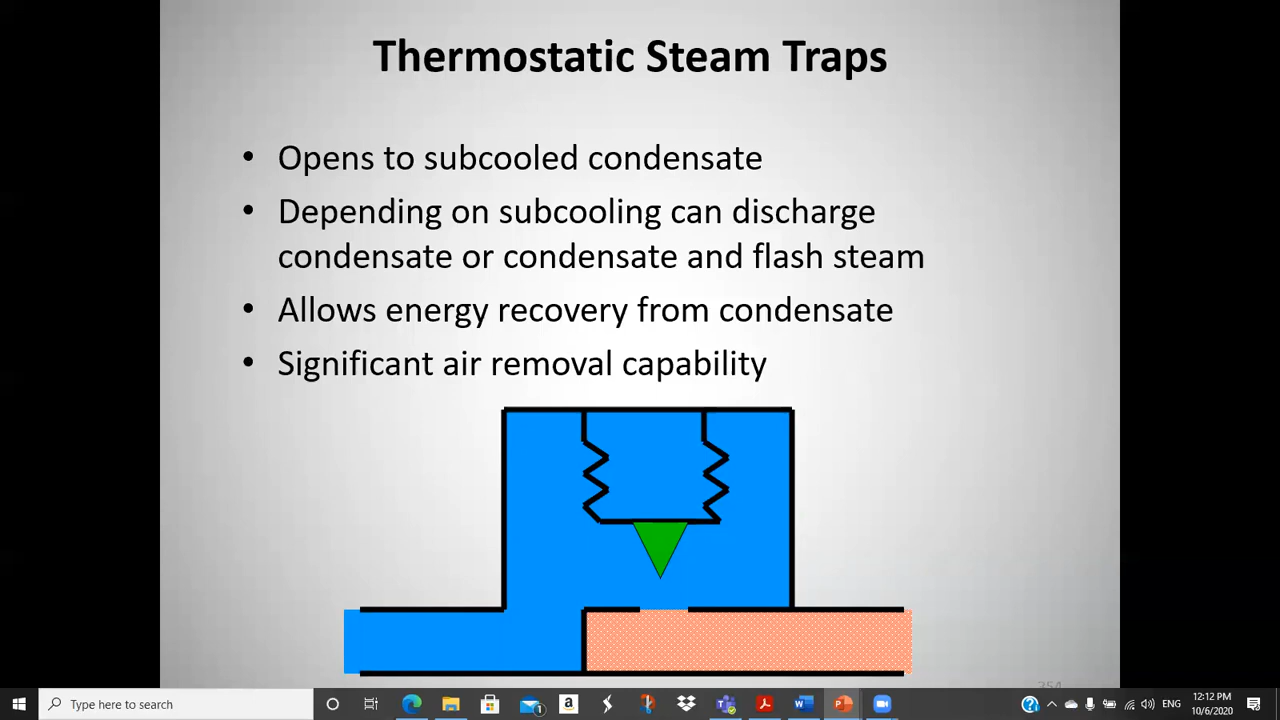 Thermostatic Steam Traps
• Opens to subcooled condensate
• Depending on subcooling can discharge
condensate or condensate and flash steam
• Allows energy recovery from condensate
• Significant air removal capability
Type here to search
ENG
12:12 PM
10/6/2020